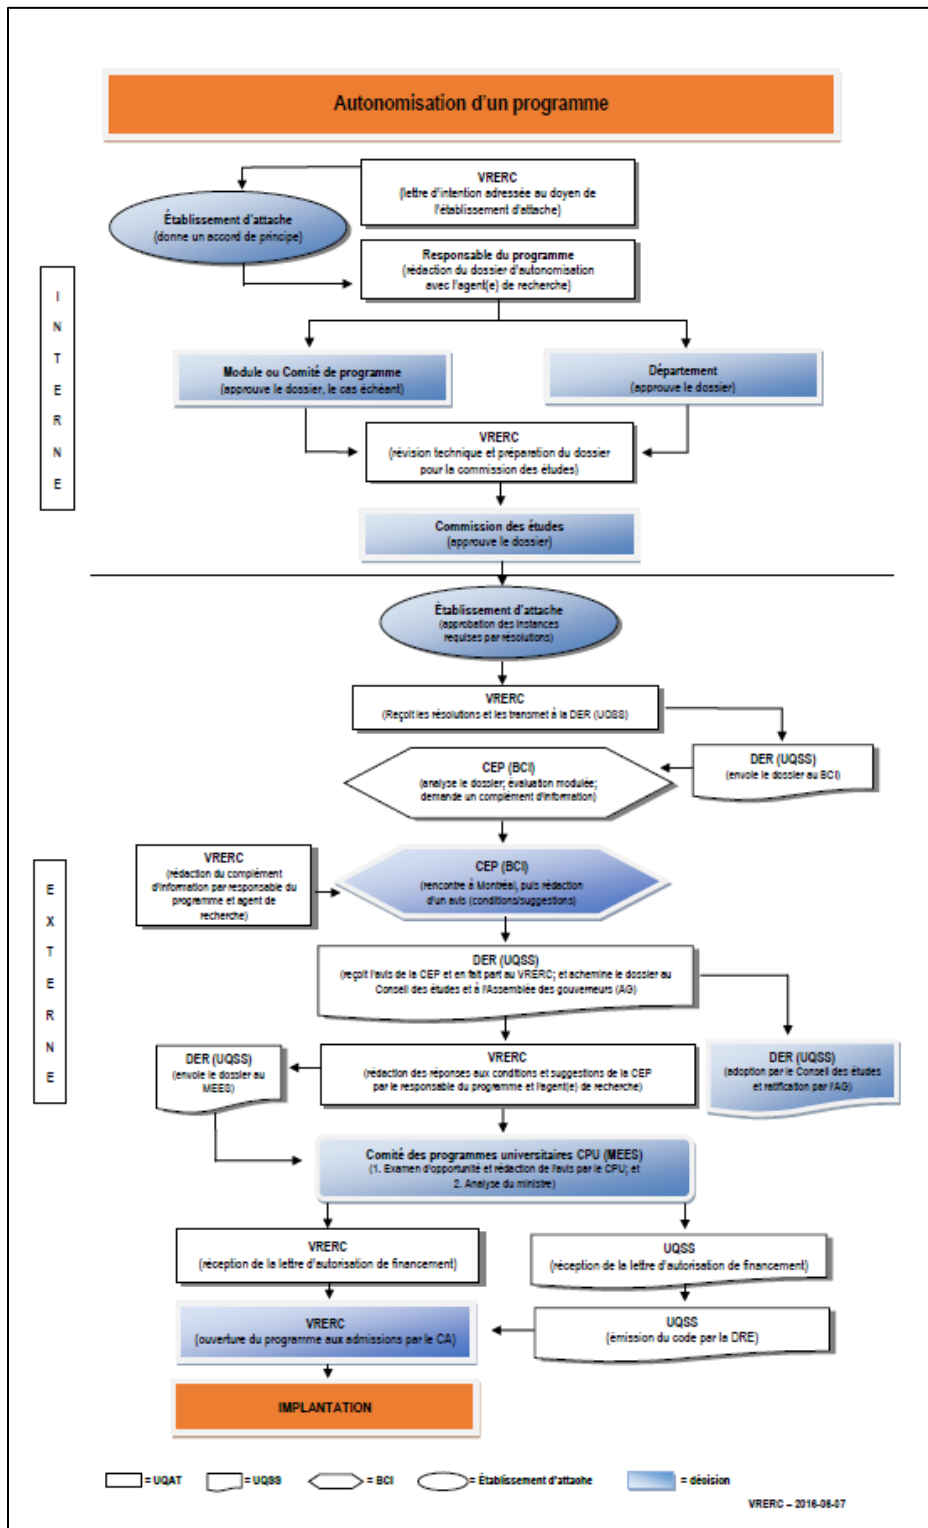 Autonomisation d'un programme
VRERC
(lettre d'intention adressée au doyen de
l'établissement d'attache)
Établissement d'attache
(donne un accord de principe)
Responsable du programme
(rédaction du dossier d'autonomisation
avec l'agent(e) de recherche)
I
N
T
E
R
N
E
Module ou Comité de programme
(approuve le dossier, le cas échéant)
Département
(approuve le dossier)
VRERC
(révision technique et préparation du dossier
pour la commission des études)
Commission des études
(approuve le dossier)
Établissement d'attache
(approbation des instances
requises par résolutions)
VRERC
(Reçoit les résolutions et les transmet à la DER (UQSS)
DER (UQSS)
(envoie le dossier au BCI)
CEP (BCI)
(analyse le dossier; évaluation modulée;
demande un complément d'information)
E
X
T
E
R
N
E
VRERC
(rédaction du complément
d'information par responsable du
programme et agent de
recherche)
CEP (BCI)
(rencontre à Montréal, puis rédaction
d'un avis (conditions/suggestions)
DER (UQSS)
(reçoit l'avis de la CEP et en fait part au VRERC; et achemine le dossier au
Conseil des études et à l'Assemblée des gouverneurs (AG)
DER (UQSS)
(envoie le dossier au
MEES)
VRERC
(rédaction des réponses aux conditions et suggestions de la CEP
par le responsable du programme et l'agent(e) de recherche)
DER (UQSS)
(adoption par le Conseil des études
et ratification par l'AG)
Comité des programmes universitaires CPU (MEES)
(1. Examen d'opportunité et rédaction de l'avis par le CPU; et
2. Analyse du ministre)
VRERC
(réception de la lettre d'autorisation de financement)
UQSS
(réception de la lettre d'autorisation de financement)
VRERC
(ouverture du programme aux admissions par le CA)
UQSS
(émission du code par la DRE)
IMPLANTATION
= UQAT
= UQSS
= BCI
= Établissement d'attache
= décision
VRERC – 2016-06-07